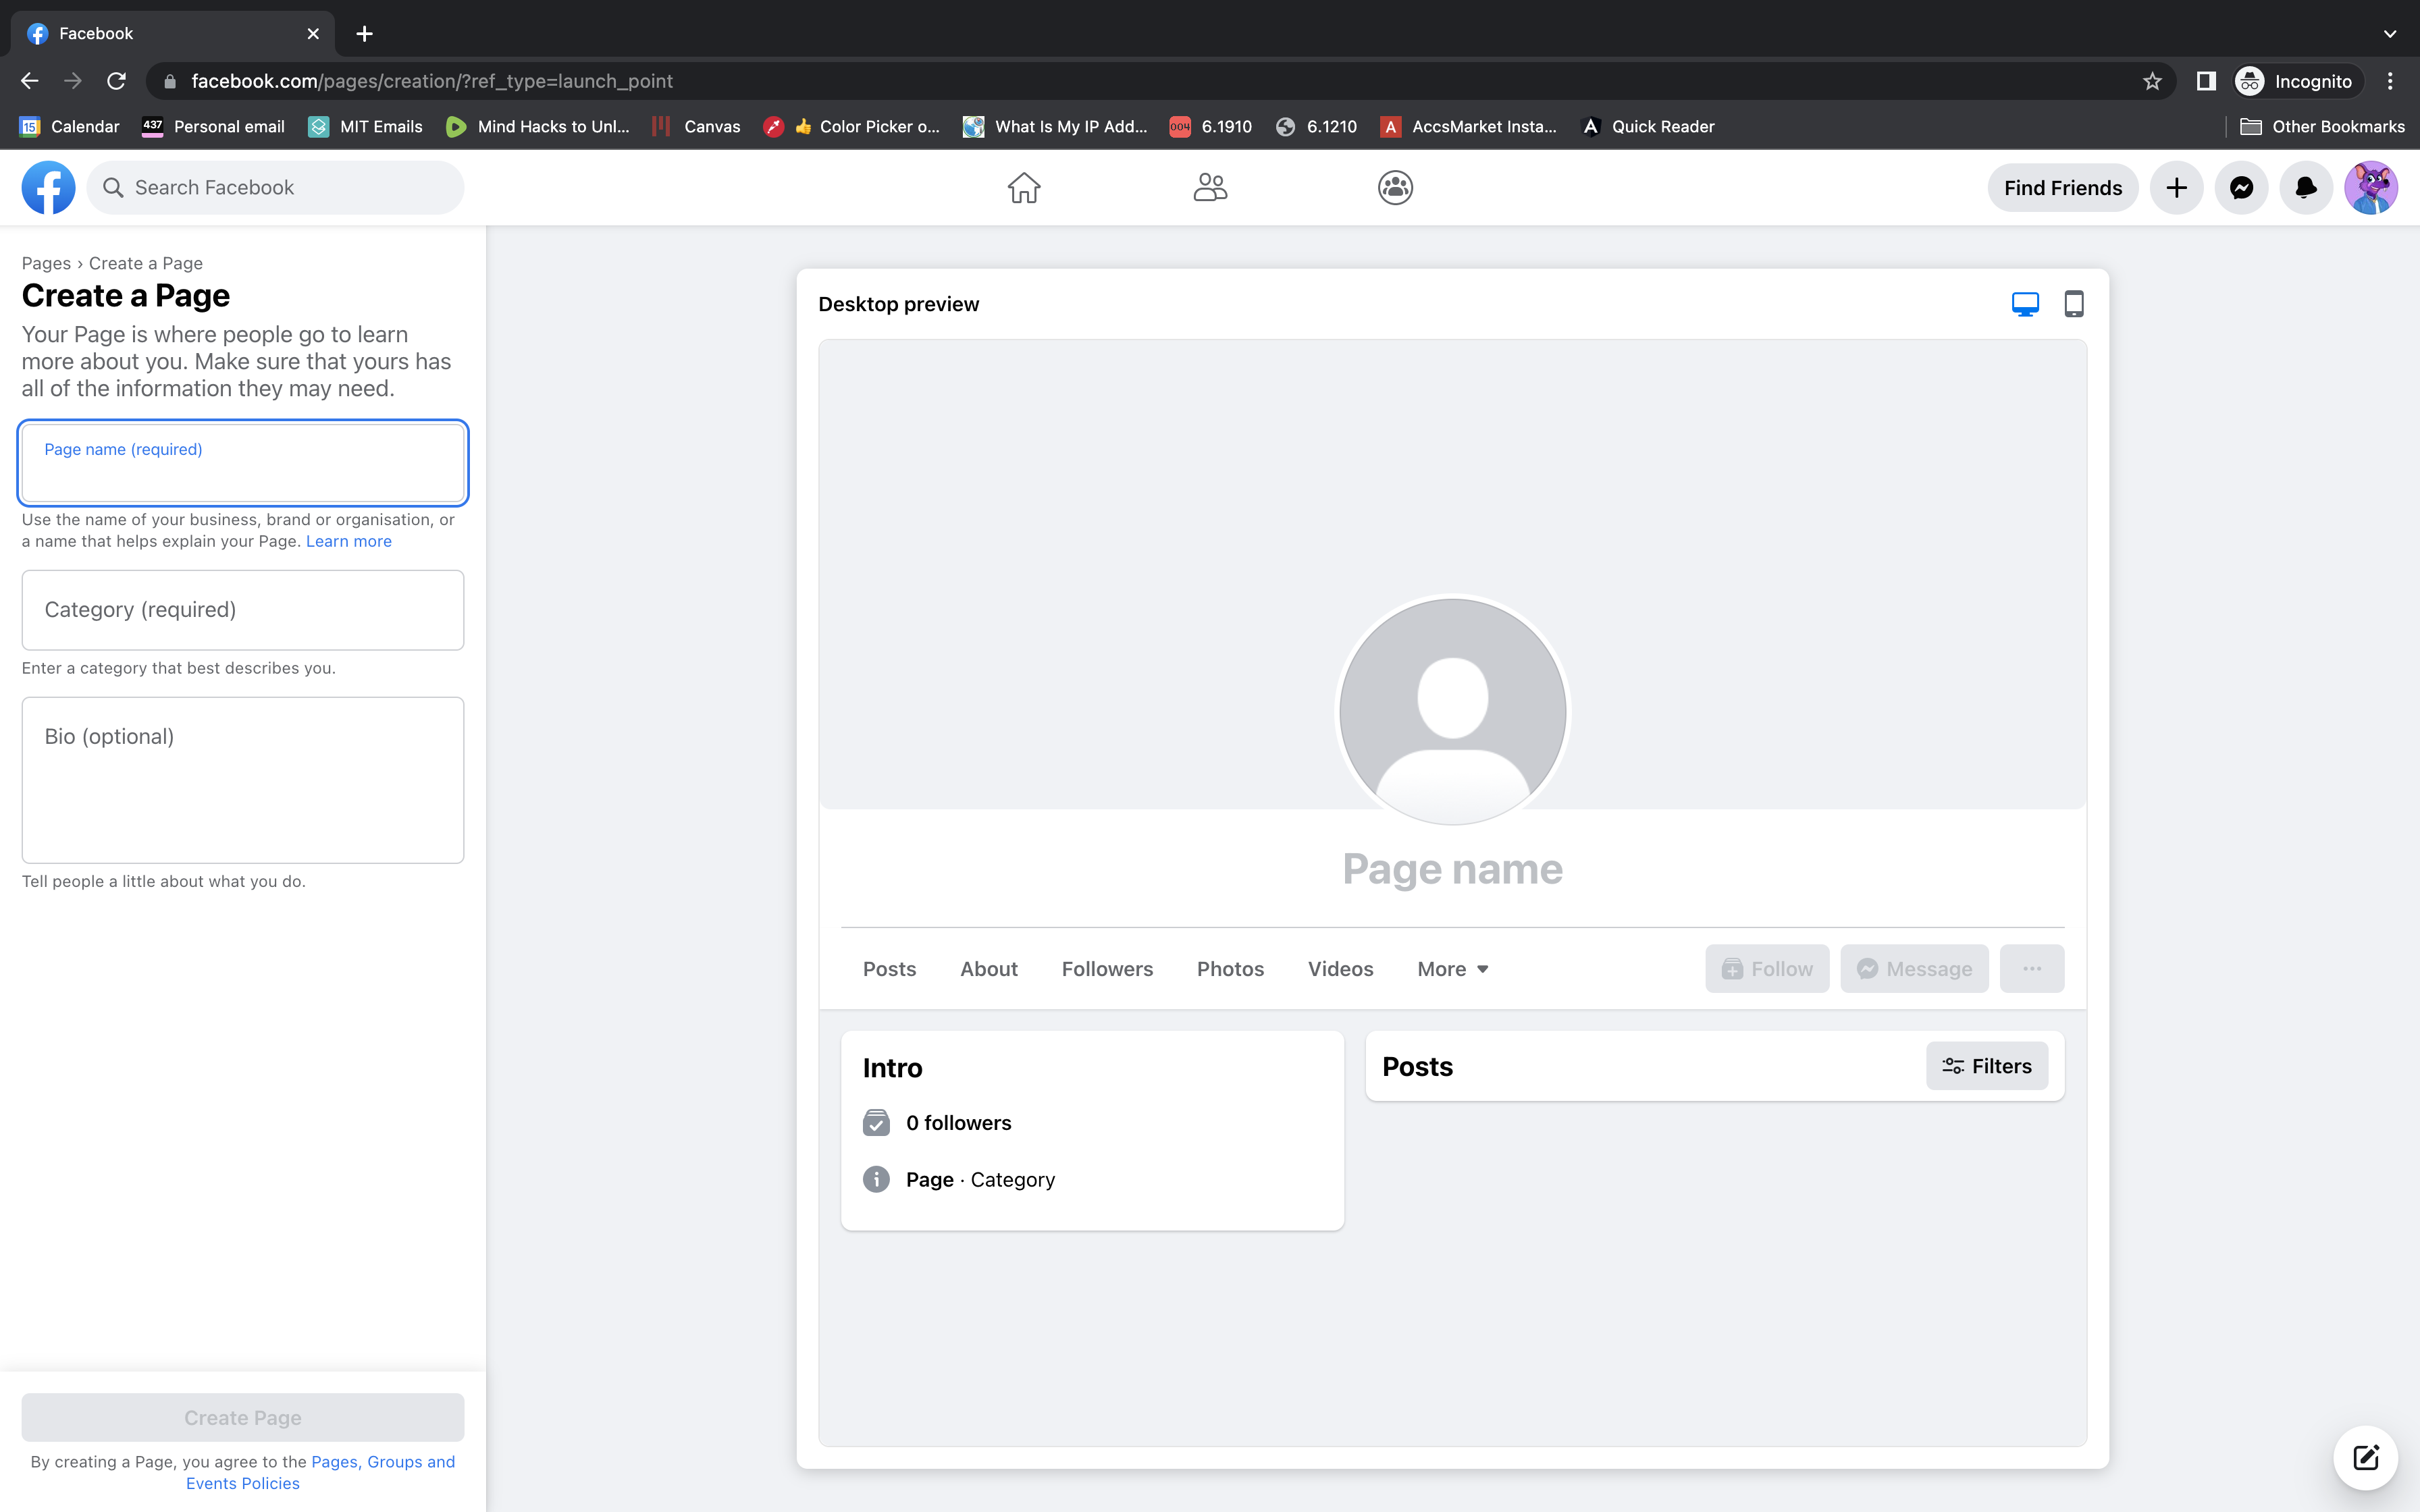 Facebook
facebook.com/pages/creation/?ref_type=launch_point
Incognito
15 Calendar
437 Personal email
MIT Emails
Mind Hacks to Unl...
Canvas
👍 Color Picker o...
What Is My IP Add...
004 6.1910
6.1210
A AccsMarket Insta...
Quick Reader
Other Bookmarks
Search Facebook
Find Friends
Pages › Create a Page
Create a Page
Your Page is where people go to learn
more about you. Make sure that yours has
all of the information they may need.
Page name (required)
Use the name of your business, brand or organisation, or
a name that helps explain your Page. Learn more
Category (required)
Enter a category that best describes you.
Bio (optional)
Tell people a little about what you do.
Create Page
By creating a Page, you agree to the Pages, Groups and
Events Policies
Desktop preview
Page name
Posts
About
Followers
Photos
Videos
More
Follow
Message
Intro
0 followers
Page · Category
Posts
Filters